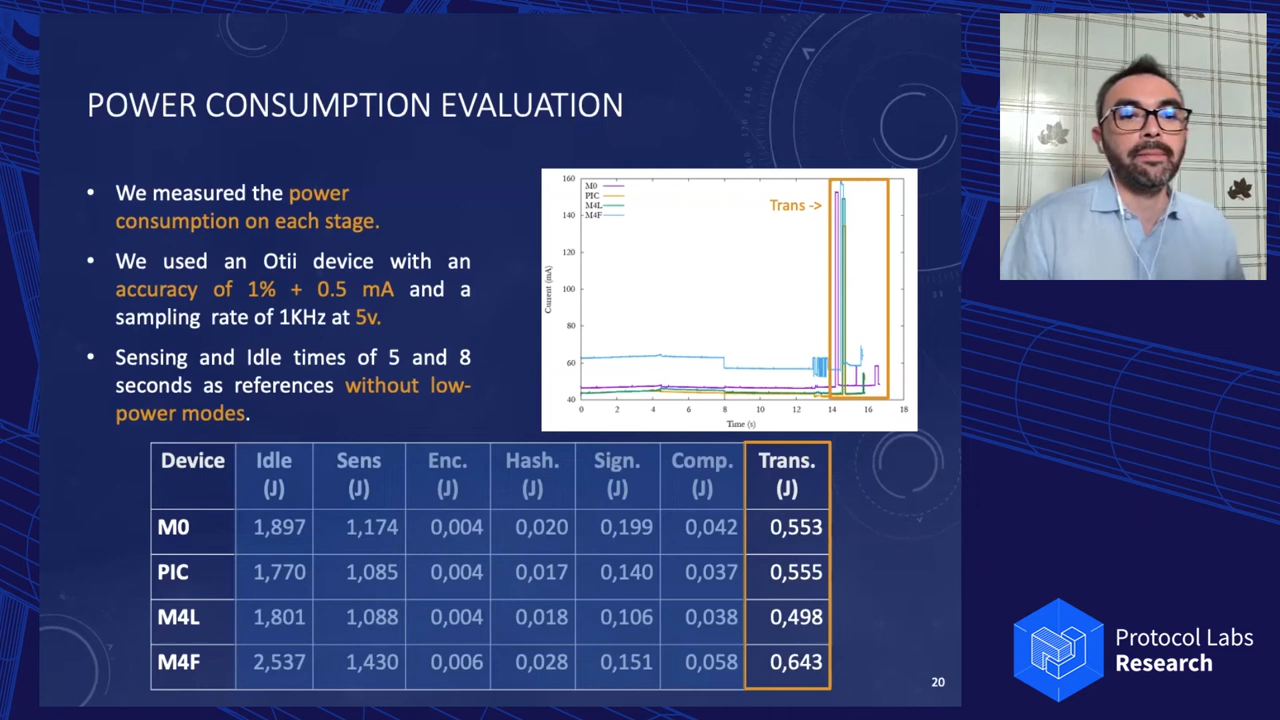 POWER CONSUMPTION EVALUATION
• We measured the power
consumption on each stage.
• We used an Otii device with an
accuracy of 1% + 0.5 mA and a
sampling rate of 1KHz at 5v.
• Sensing and Idle times of 5 and 8
seconds as references without low-
power modes.
M0
PIC
M4L
M4F
Trans ->
Current (mA)
160
140
120
100
80
60
40
0 2 4 6 8 10 12 14 16 18
Time (s)
Device Idle (J) Sens (J) Enc. (J) Hash. (J) Sign. (J) Comp. (J) Trans. (J)
M0 1,897 1,174 0,004 0,020 0,199 0,042 0,553
PIC 1,770 1,085 0,004 0,017 0,140 0,037 0,555
M4L 1,801 1,088 0,004 0,018 0,106 0,038 0,498
M4F 2,537 1,430 0,006 0,028 0,151 0,058 0,643
20
Protocol Labs
Research